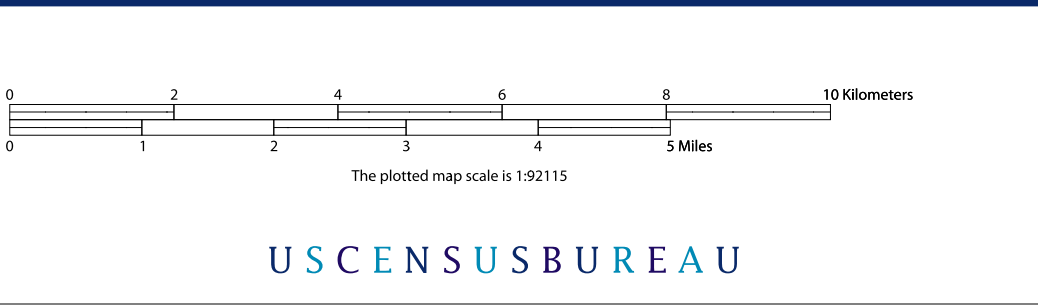 0 2 4 6 8 10 Kilometers
0 1 2 3 4 5 Miles
The plotted map scale is 1:92115
USCENSUSBUREAU